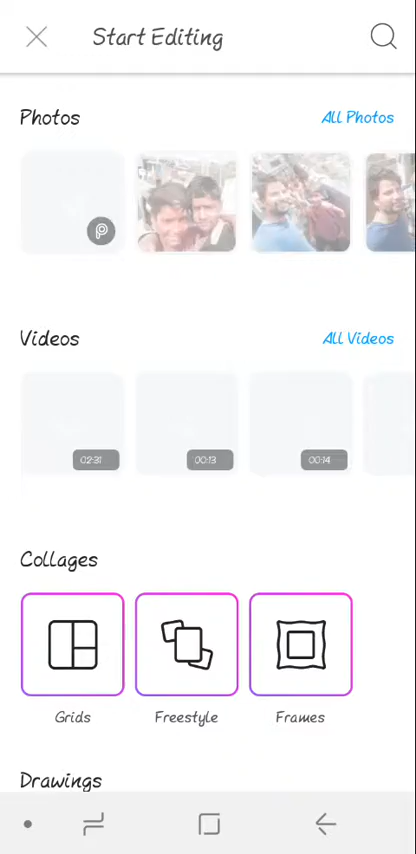 Start Editing
Photos
All Photos
Videos
All Videos
02:31
00:13
00:14
Collages
Grids
Freestyle
Frames
Drawings